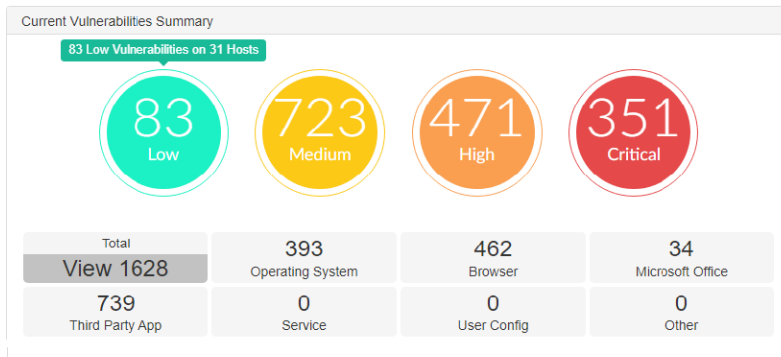 Current Vulnerabilities Summary
83 Low Vulnerabilities on 31 Hosts
83 723 471 351
Low Medium High Critical
Total 393 462 34
View 1628 Operating System Browser Microsoft Office
739 0 0 0
Third Party App Service User Config Other